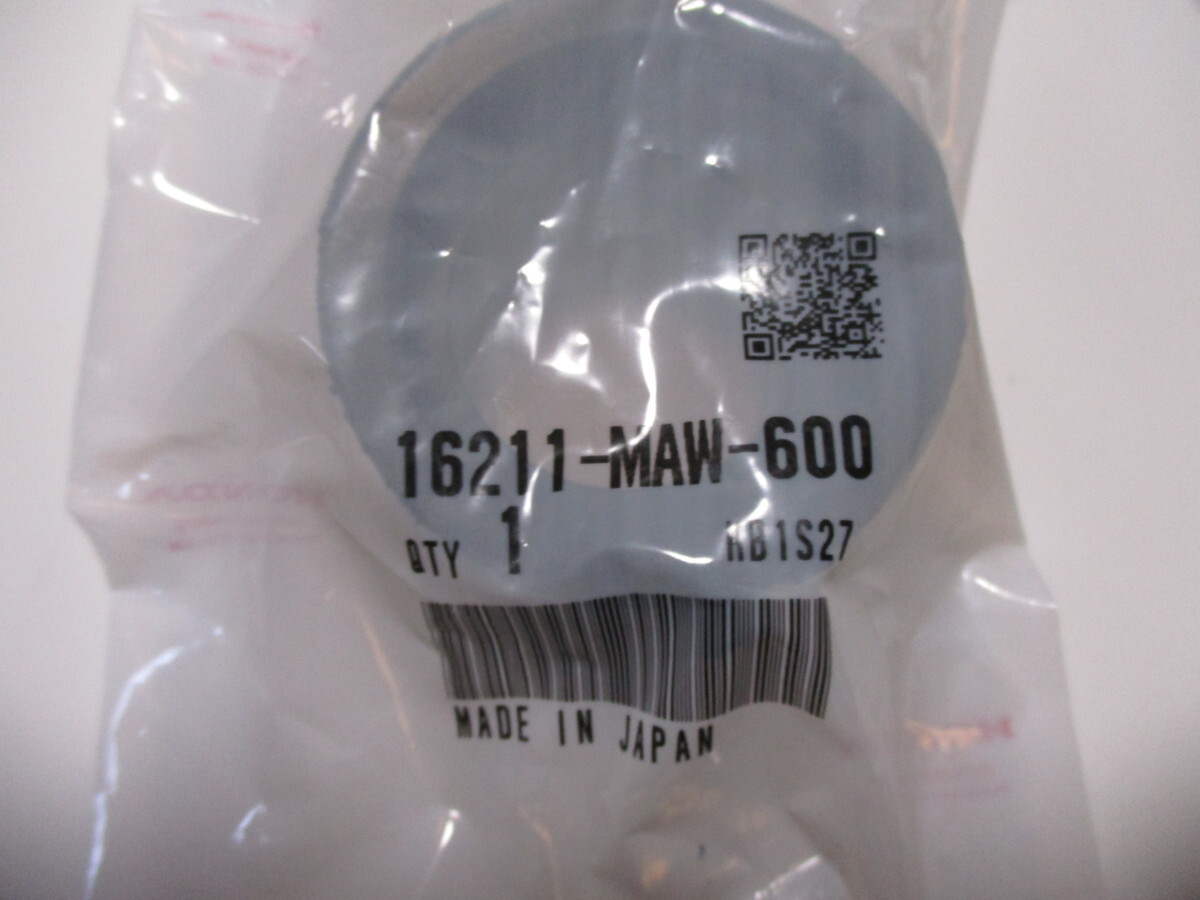 16211-MAW-600
QTY 1 HB1S27
MADE IN JAPAN